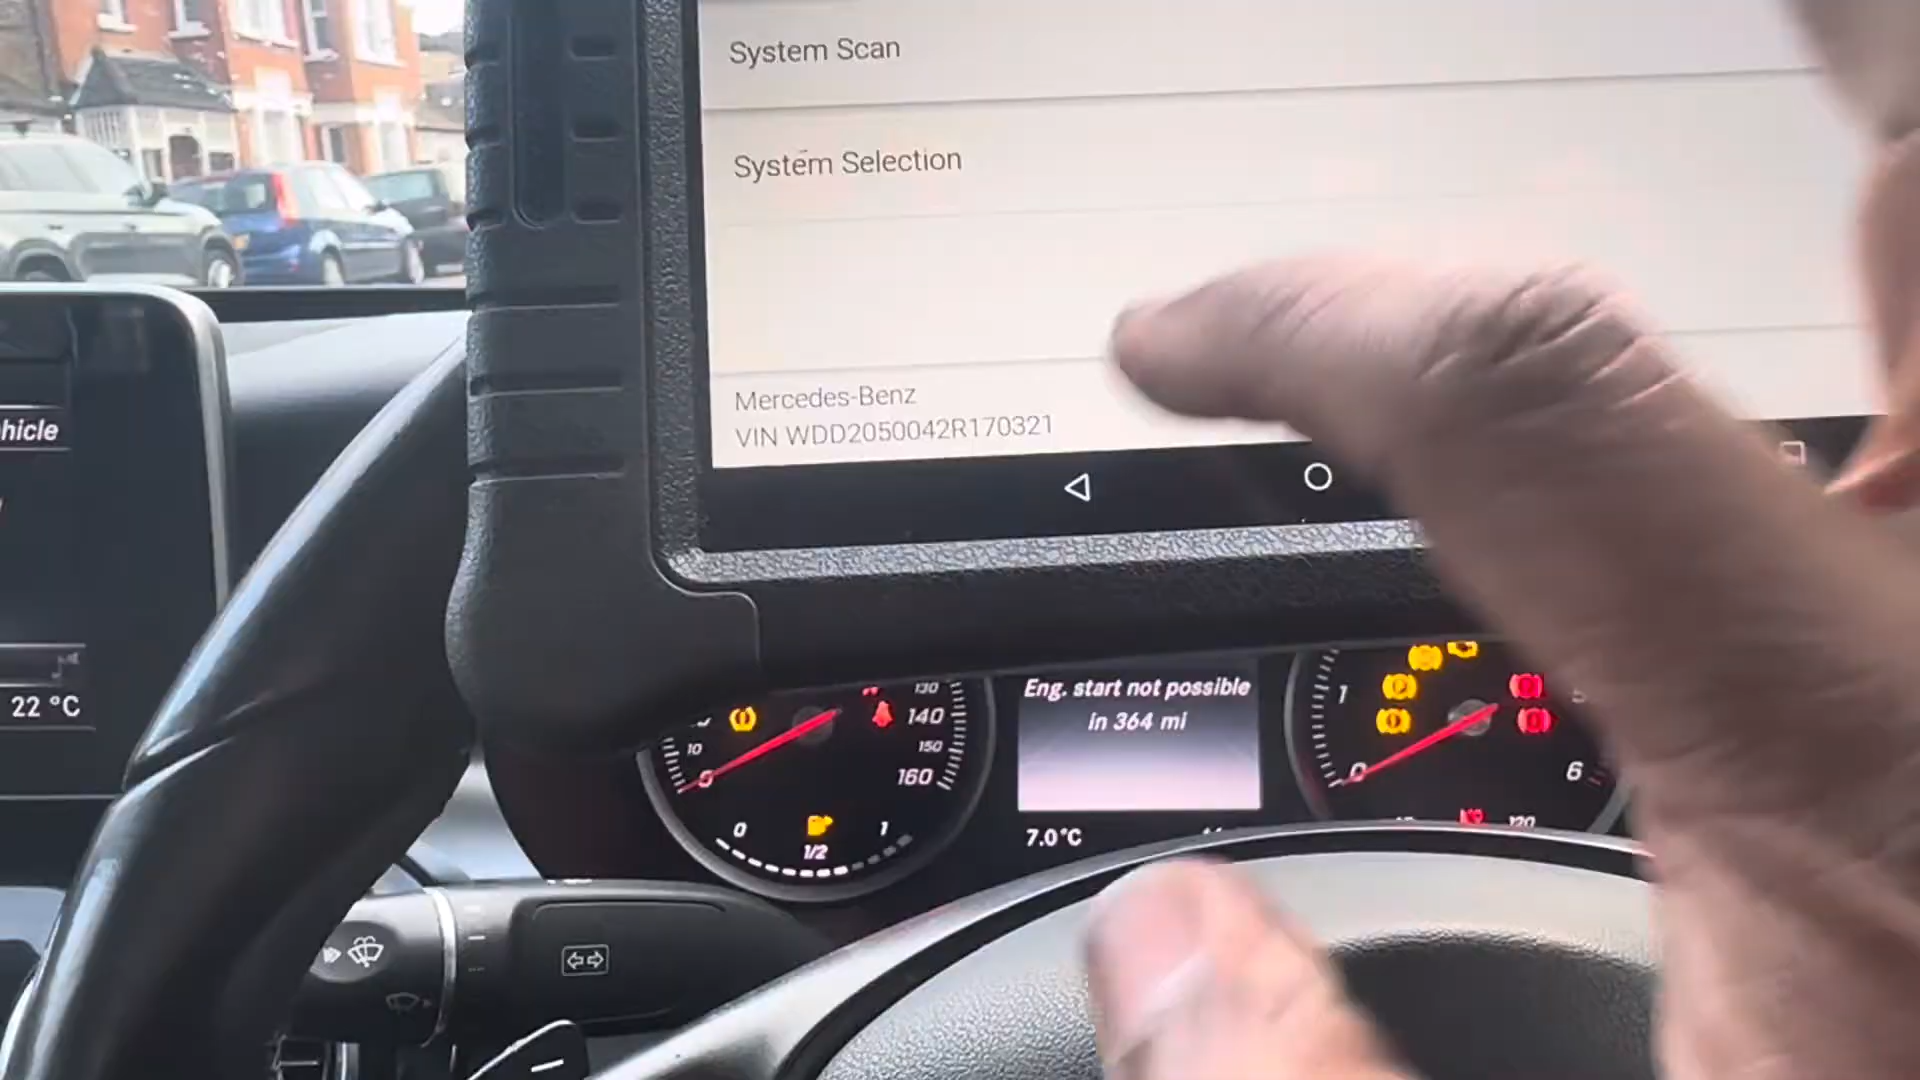 System Scan
System Selection
Mercedes-Benz
VIN WDD2050042R170321
hicle
22 °C
Eng. start not possible
in 364 mi
7.0°C
0
10
130
140
150
160
0
1/2
1
0
1
6
120